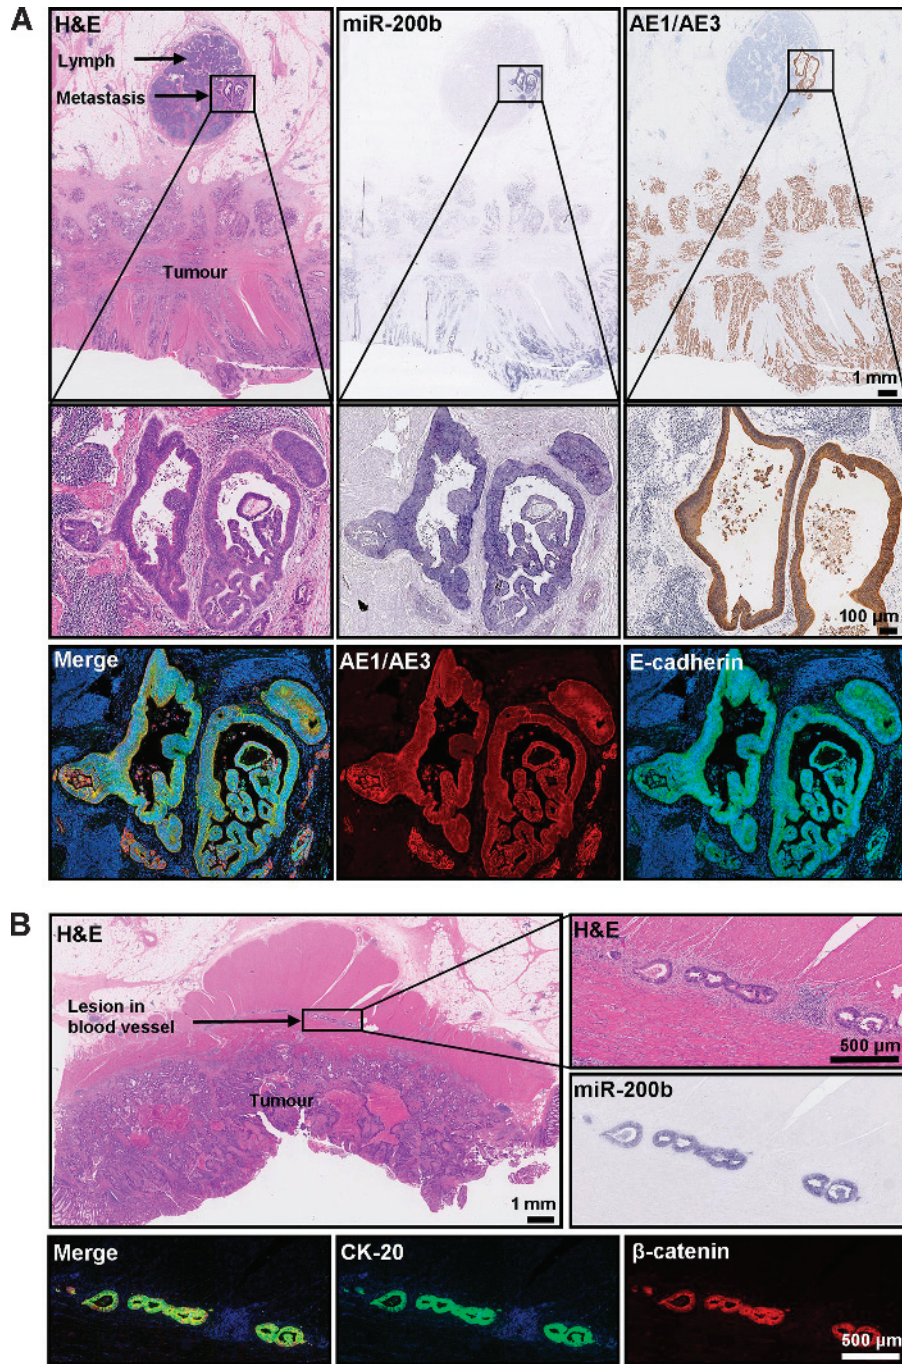 A
H&E
miR-200b
AE1/AE3
Lymph
Metastasis
Tumour
1 mm
100 µm
Merge
AE1/AE3
E-cadherin
B
H&E
H&E
Lesion in
blood vessel
500 µm
miR-200b
Tumour
1 mm
Merge
CK-20
β-catenin
500 µm